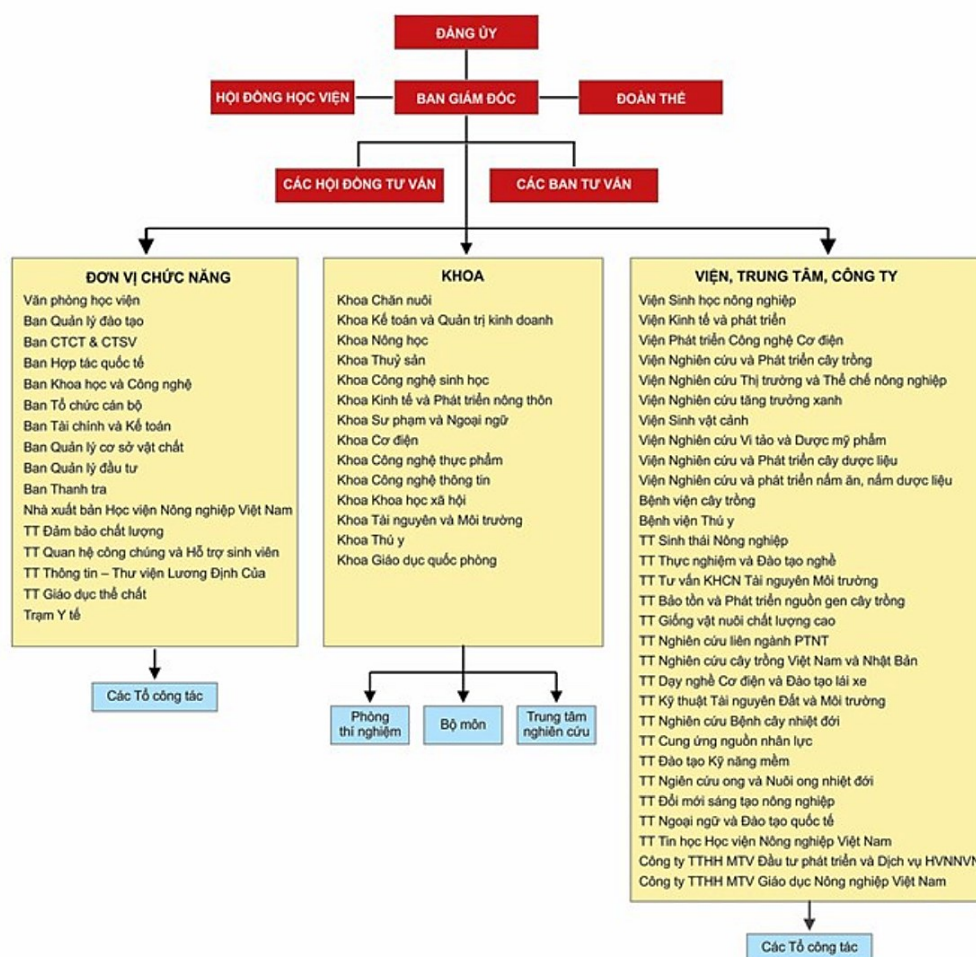 ĐẢNG ỦY
HỘI ĐỒNG HỌC VIỆN
BAN GIÁM ĐỐC
ĐOÀN THỂ
CÁC HỘI ĐỒNG TƯ VẤN
CÁC BAN TƯ VẤN
ĐƠN VỊ CHỨC NĂNG
Văn phòng học viện
Ban Quản lý đào tạo
Ban CTCT & CTSV
Ban Hợp tác quốc tế
Ban Khoa học và Công nghệ
Ban Tổ chức cán bộ
Ban Tài chính và Kế toán
Ban Quản lý cơ sở vật chất
Ban Quản lý đầu tư
Ban Thanh tra
Nhà xuất bản Học viện Nông nghiệp Việt Nam
TT Đảm bảo chất lượng
TT Quan hệ công chúng và Hỗ trợ sinh viên
TT Thông tin – Thư viện Lương Định Của
TT Giáo dục thể chất
Trạm Y tế
Các Tổ công tác
KHOA
Khoa Chăn nuôi
Khoa Kế toán và Quản trị kinh doanh
Khoa Nông học
Khoa Thuỷ sản
Khoa Công nghệ sinh học
Khoa Kinh tế và Phát triển nông thôn
Khoa Sư phạm và Ngoại ngữ
Khoa Cơ điện
Khoa Công nghệ thực phẩm
Khoa Công nghệ thông tin
Khoa Khoa học xã hội
Khoa Tài nguyên và Môi trường
Khoa Thú y
Khoa Giáo dục quốc phòng
Phòng
thí nghiệm
Bộ môn
Trung tâm
nghiên cứu
VIỆN, TRUNG TÂM, CÔNG TY
Viện Sinh học nông nghiệp
Viện Kinh tế và phát triển
Viện Phát triển Công nghệ Cơ điện
Viện Nghiên cứu và Phát triển cây trồng
Viện Nghiên cứu Thị trường và Thể chế nông nghiệp
Viện Nghiên cứu tăng trưởng xanh
Viện Sinh vật cảnh
Viện Nghiên cứu Vi tảo và Dược mỹ phẩm
Viện Nghiên cứu và Phát triển cây dược liệu
Viện Nghiên cứu và phát triển nấm ăn, nấm dược liệu
Bệnh viện cây trồng
Bệnh viện Thú y
TT Sinh thái Nông nghiệp
TT Thực nghiệm và Đào tạo nghề
TT Tư vấn KHCN Tài nguyên Môi trường
TT Bảo tồn và Phát triển nguồn gen cây trồng
TT Giống vật nuôi chất lượng cao
TT Nghiên cứu liên ngành PTNT
TT Nghiên cứu cây trồng Việt Nam và Nhật Bản
TT Dạy nghề Cơ điện và Đào tạo lái xe
TT Kỹ thuật Tài nguyên Đất và Môi trường
TT Nghiên cứu Bệnh cây nhiệt đới
TT Cung ứng nguồn nhân lực
TT Đào tạo Kỹ năng mềm
TT Ngiên cứu ong và Nuôi ong nhiệt đới
TT Đổi mới sáng tạo nông nghiệp
TT Ngoại ngữ và Đào tạo quốc tế
TT Tin học Học viện Nông nghiệp Việt Nam
Công ty TTHH MTV Đầu tư phát triển và Dịch vụ HVNNVN
Công ty TTHH MTV Giáo dục Nông nghiệp Việt Nam
Các Tổ công tác